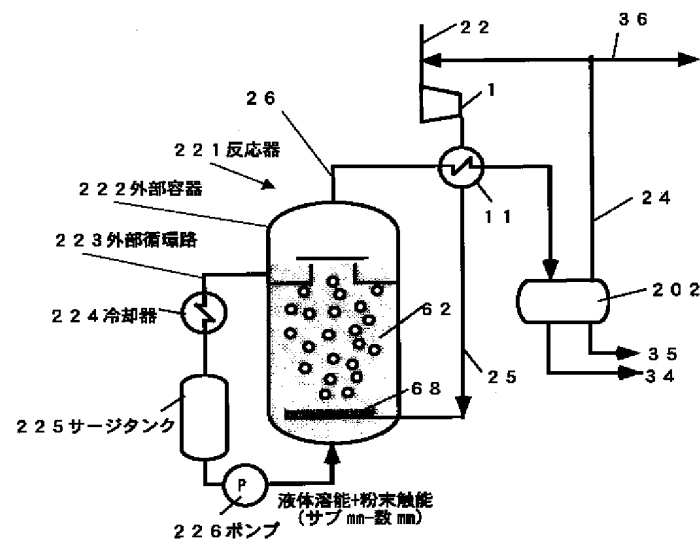 22
36
26
1
221反応器
222外部容器
11
24
223外部循環路
224冷却器
62
202
35
25
34
68
225サージタンク
P
液体溶能+粉末触能
(サブmm-数mm)
226ポンプ